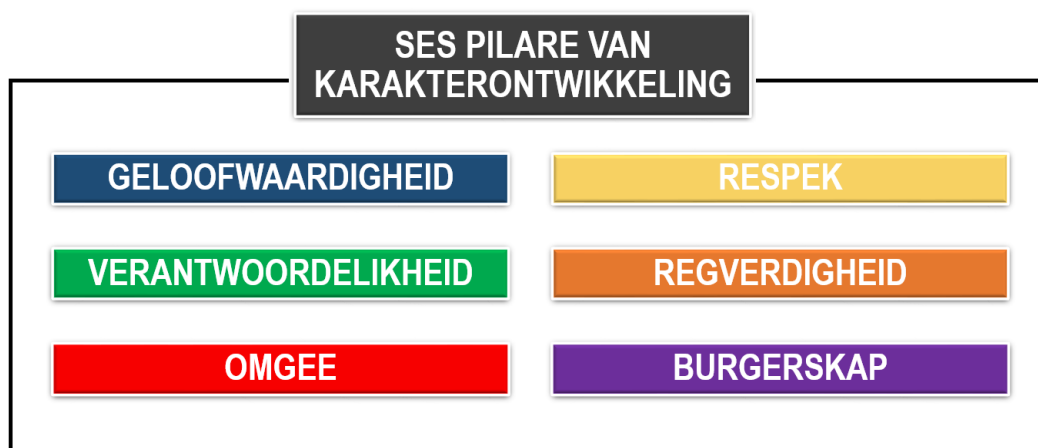 SES PILARE VAN
KARAKTERONTWIKKELING
GELOOFWAARDIGHEID
RESPEK
VERANTWOORDELIKHEID
REGVERDIGHEID
OMGEE
BURGERSKAP